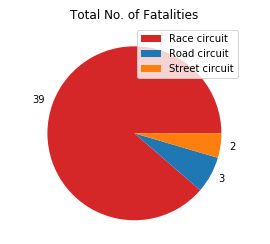 Total No. of Fatalities
Race circuit
Road circuit
Street circuit
39
2
3